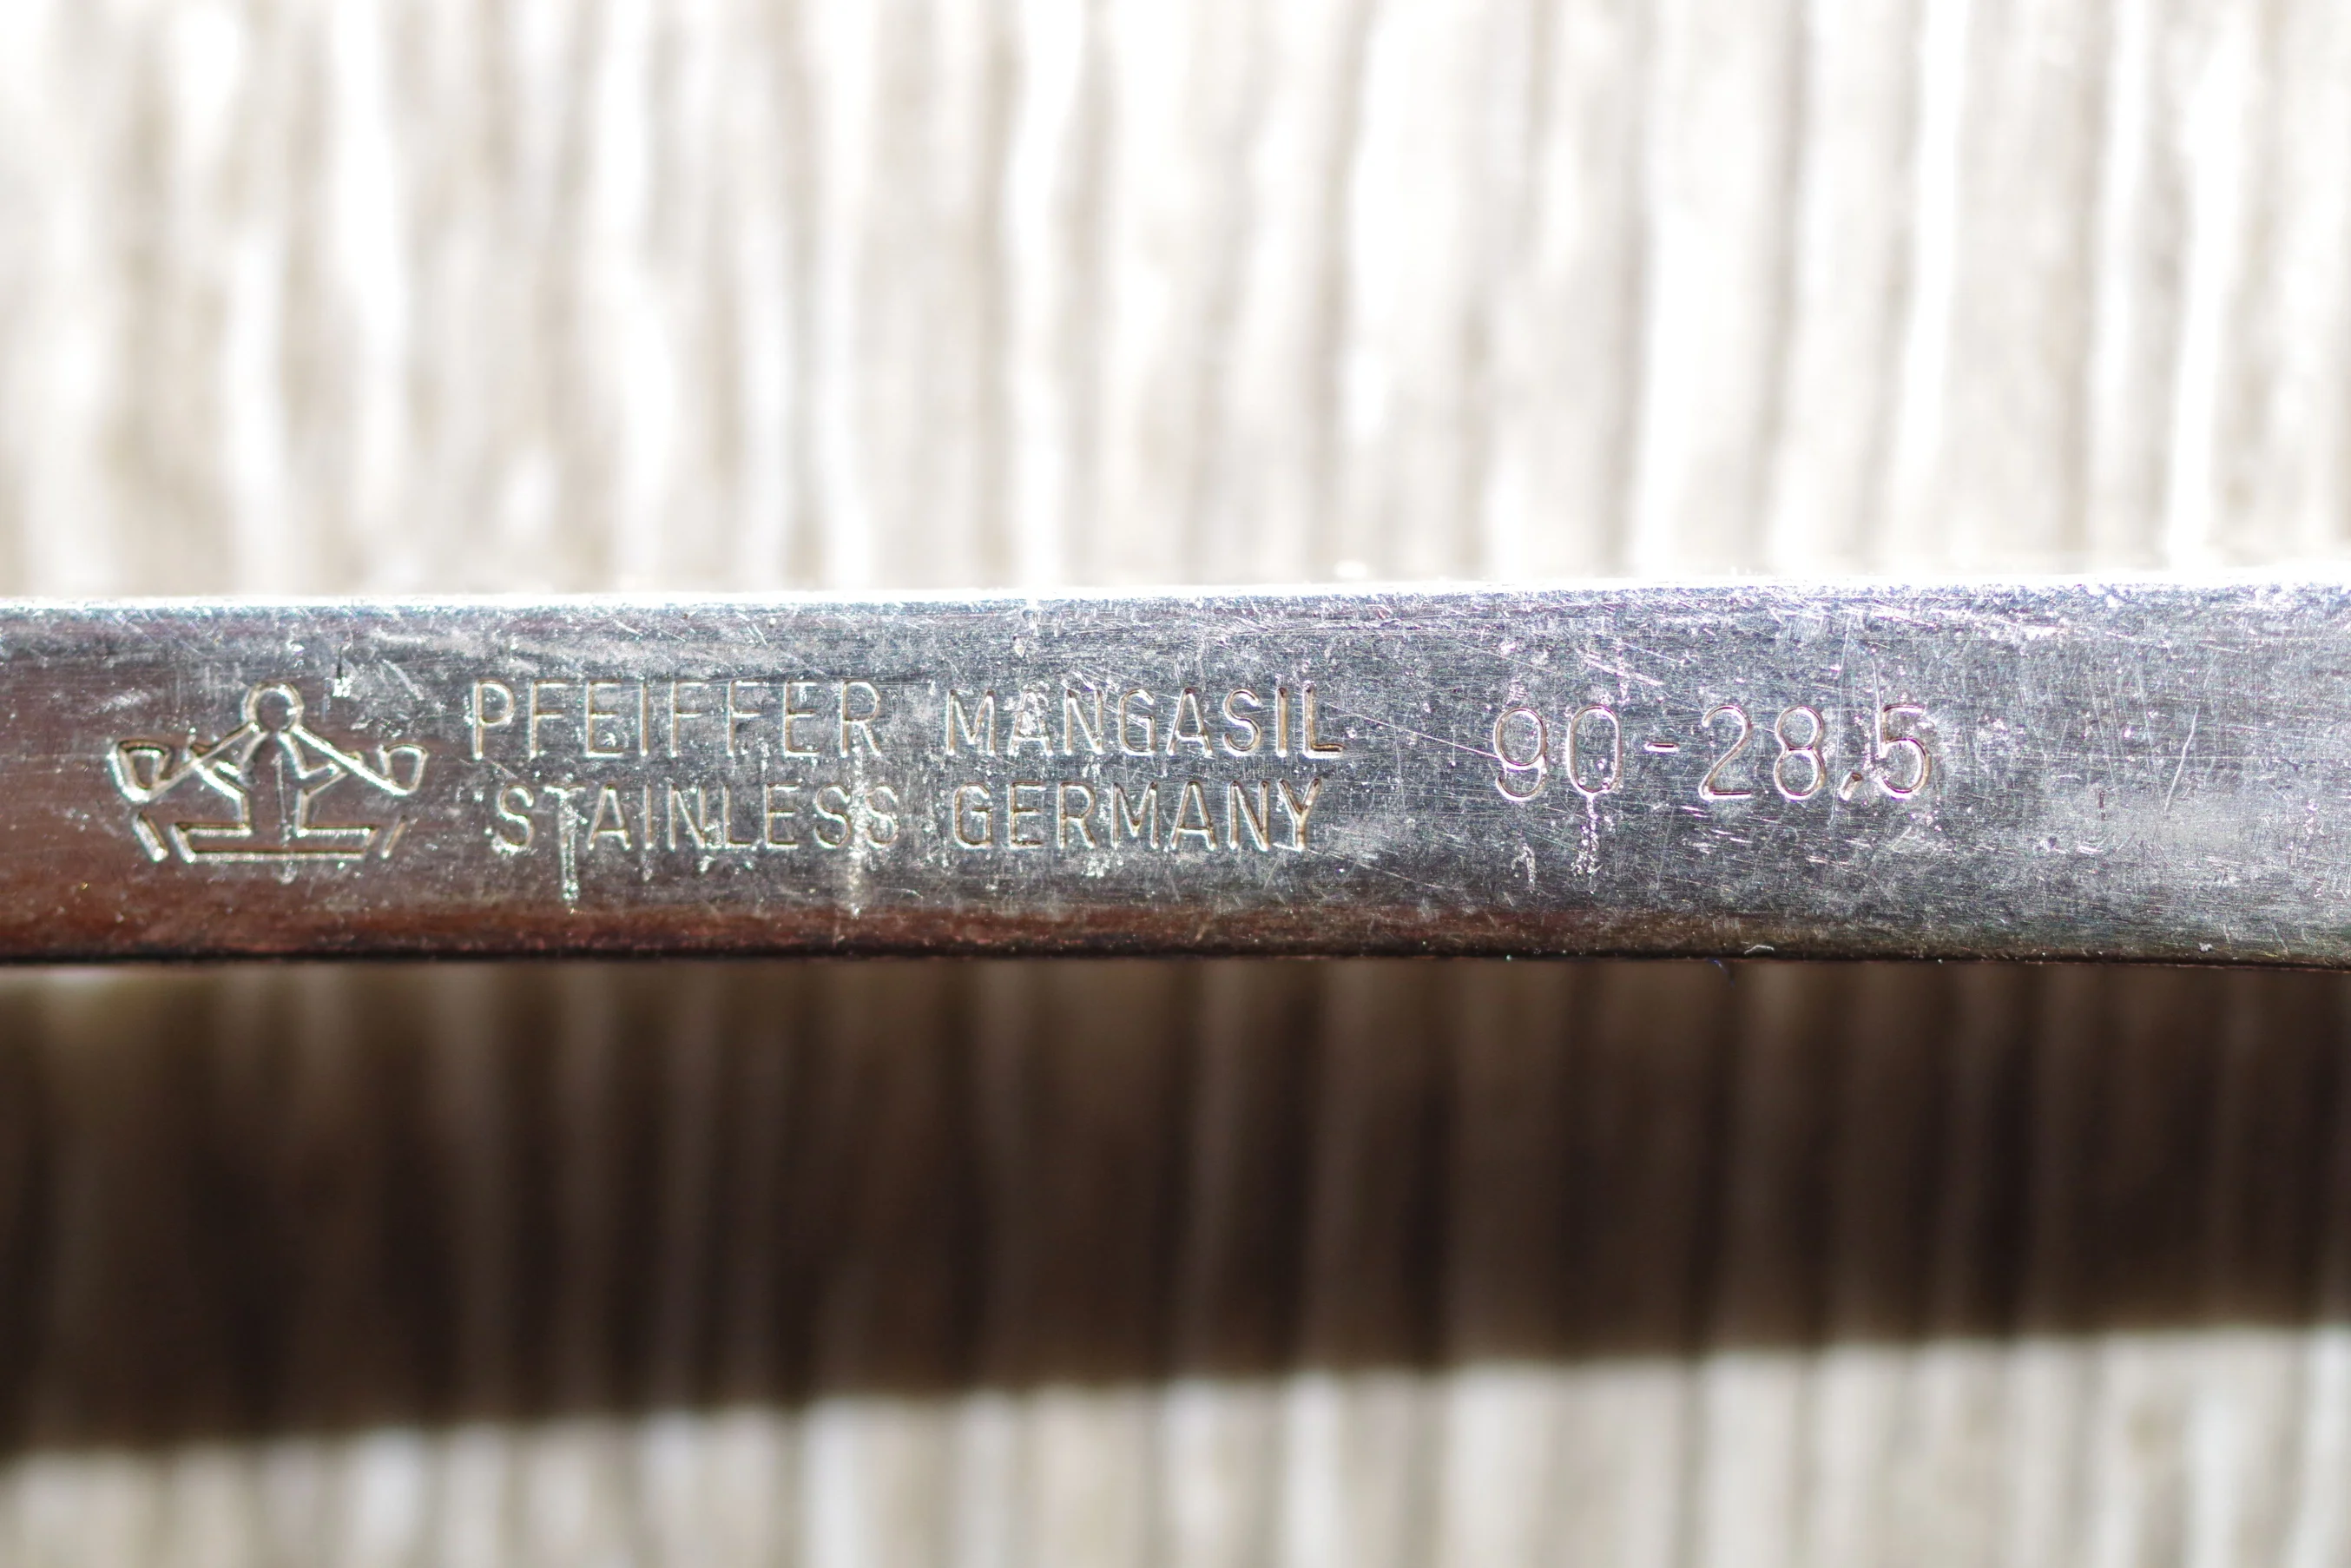 PFEIFFER MANGASIL 90-28,5
STAINLESS GERMANY